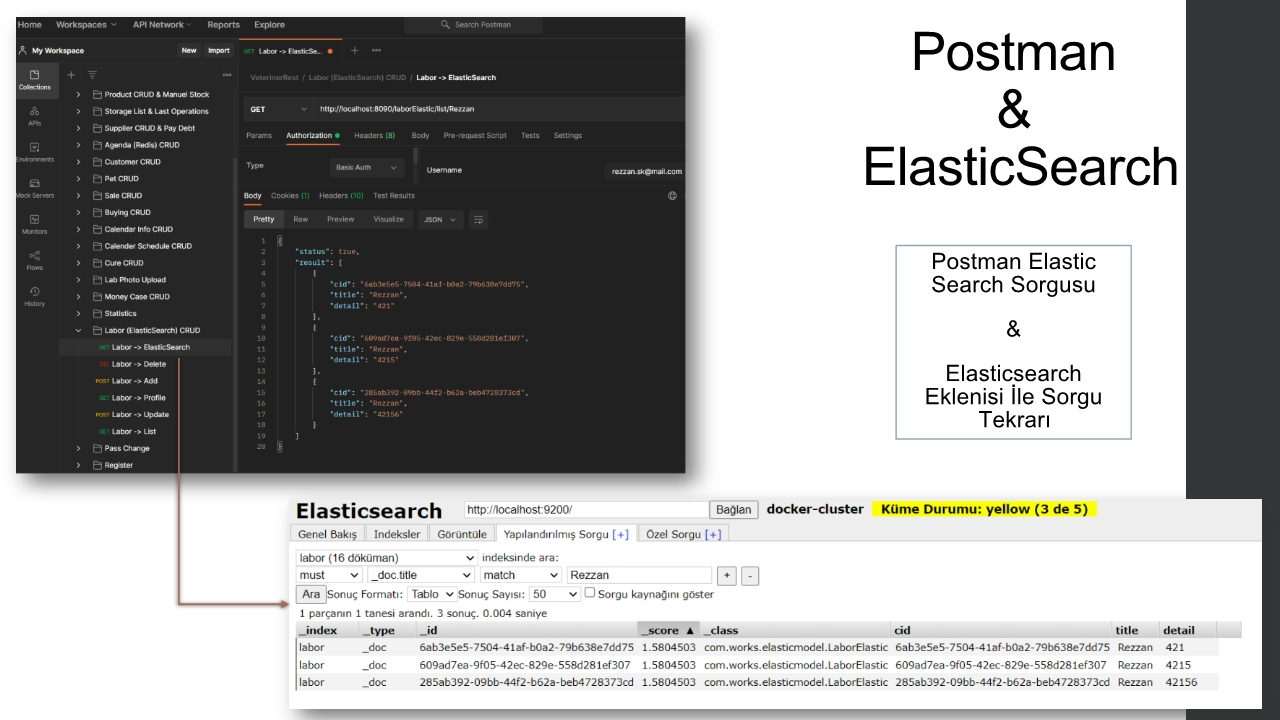 Home Workspaces API Network Reports Explore Search Postman
My Workspace New Import
GET Labor -> ElasticSe...
Collections
APIs
Environments
Mock Servers
Monitors
Flows
History
Product CRUD & Manuel Stock
Storage List & Last Operations
Supplier CRUD & Pay Debt
Agenda (Redis) CRUD
Customer CRUD
Pet CRUD
Sale CRUD
Buying CRUD
Calendar Info CRUD
Calender Schedule CRUD
Cure CRUD
Lab Photo Upload
Money Case CRUD
Statistics
Labor (ElasticSearch) CRUD
GET Labor -> ElasticSearch
DEL Labor -> Delete
POST Labor -> Add
GET Labor -> Profile
POST Labor -> Update
GET Labor -> List
Pass Change
Register
VeterinerRest / Labor (ElasticSearch) CRUD / Labor -> ElasticSearch
GET http://localhost:8090/laborElastic/list/Rezzan
Params Authorization Headers (8) Body Pre-request Script Tests Settings
Type Basic Auth Username rezzan.sk@mail.com
Body Cookies (1) Headers (10) Test Results
Pretty Raw Preview Visualize JSON
1 {
2 "status": true,
3 "result": [
4 {
5 "cid": "6ab3e5e5-7504-41af-b0a2-79b638e7dd75",
6 "title": "Rezzan",
7 "detail": "421"
8 },
9 {
10 "cid": "609ad7ea-9f05-42ec-829e-558d281ef307",
11 "title": "Rezzan",
12 "detail": "4215"
13 },
14 {
15 "cid": "285ab392-09bb-44f2-b62a-beb4728373cd",
16 "title": "Rezzan",
17 "detail": "42156"
18 }
19 ]
20 }
Postman
&
ElasticSearch
Postman Elastic
Search Sorgusu
&
Elasticsearch
Eklenisi İle Sorgu
Tekrarı
Elasticsearch http://localhost:9200/ Bağlan docker-cluster Küme Durumu: yellow (3 de 5)
Genel Bakış İndeksler Görüntüle Yapılandırılmış Sorgu [+] Özel Sorgu [+]
labor (16 döküman) indeksinde ara:
must _doc.title match Rezzan + -
Ara Sonuç Formatı: Tablo Sonuç Sayısı: 50 Sorgu kaynağını göster
1 parçanın 1 tanesi arandı. 3 sonuç. 0.004 saniye
_index _type _id _score ▲ _class cid title detail
labor _doc 6ab3e5e5-7504-41af-b0a2-79b638e7dd75 1.5804503 com.works.elasticmodel.LaborElastic 6ab3e5e5-7504-41af-b0a2-79b638e7dd75 Rezzan 421
labor _doc 609ad7ea-9f05-42ec-829e-558d281ef307 1.5804503 com.works.elasticmodel.LaborElastic 609ad7ea-9f05-42ec-829e-558d281ef307 Rezzan 4215
labor _doc 285ab392-09bb-44f2-b62a-beb4728373cd 1.5804503 com.works.elasticmodel.LaborElastic 285ab392-09bb-44f2-b62a-beb4728373cd Rezzan 42156